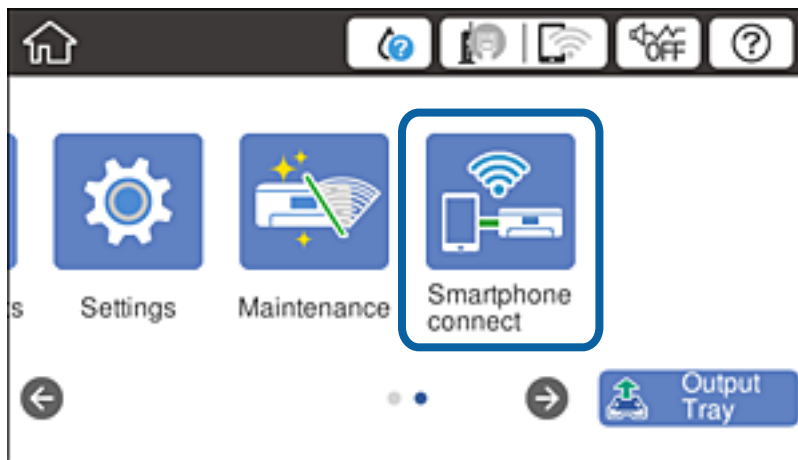 ?
OFF
?
s
Settings
Maintenance
Smartphone
connect
Output
Tray